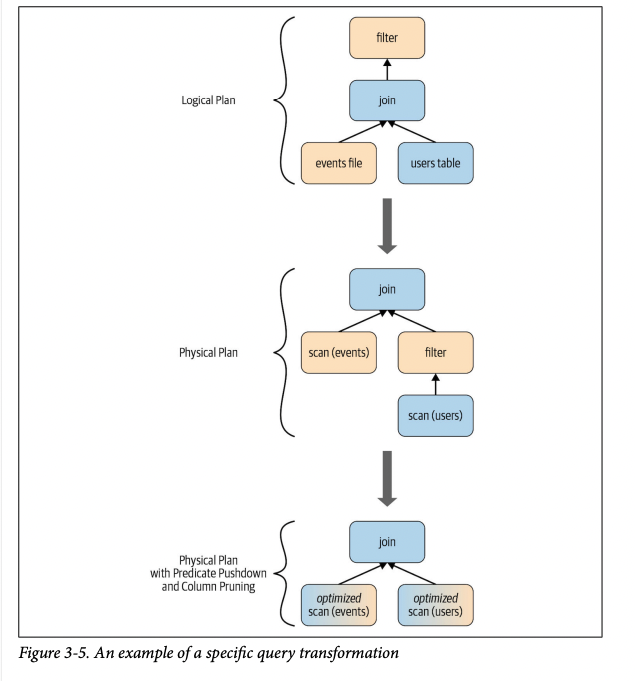 filter
Logical Plan
join
events file
users table
join
Physical Plan
scan (events)
filter
scan (users)
join
Physical Plan
with Predicate Pushdown
and Column Pruning
optimized
scan (events)
optimized
scan (users)
Figure 3-5. An example of a specific query transformation